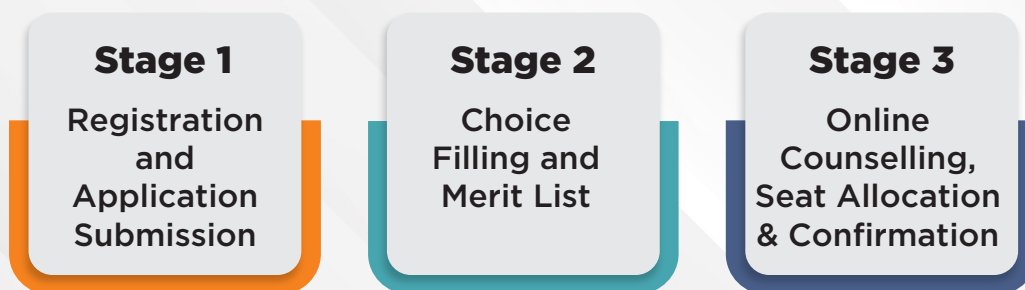 Stage 1
Registration
and
Application
Submission
Stage 2
Choice
Filling and
Merit List
Stage 3
Online
Counselling,
Seat Allocation
& Confirmation